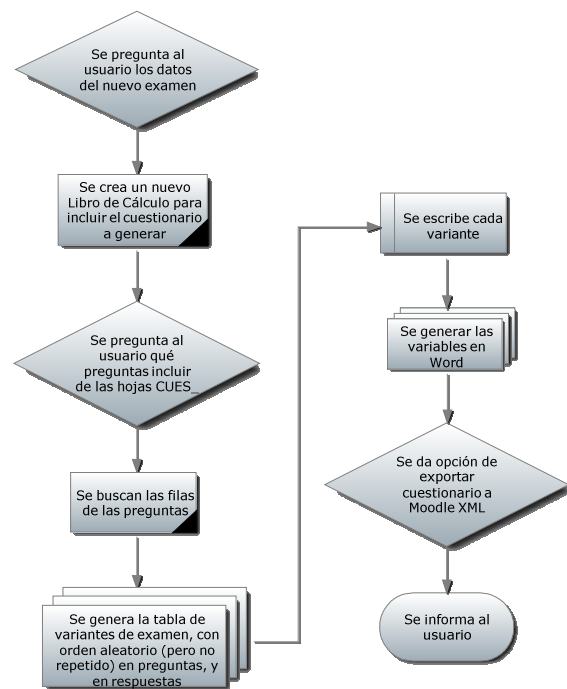 Se pregunta al
usuario los datos
del nuevo examen
Se crea un nuevo
Libro de Cálculo para
incluir el cuestionario
a generar
Se pregunta al
usuario qué
preguntas incluir
de las hojas CUES_
Se buscan las filas
de las preguntas
Se genera la tabla de
variantes de examen, con
orden aleatorio (pero no
repetido) en preguntas, y
en respuestas
Se escribe cada
variante
Se generar las
variables en
Word
Se da opción de
exportar
cuestionario a
Moodle XML
Se informa al
usuario